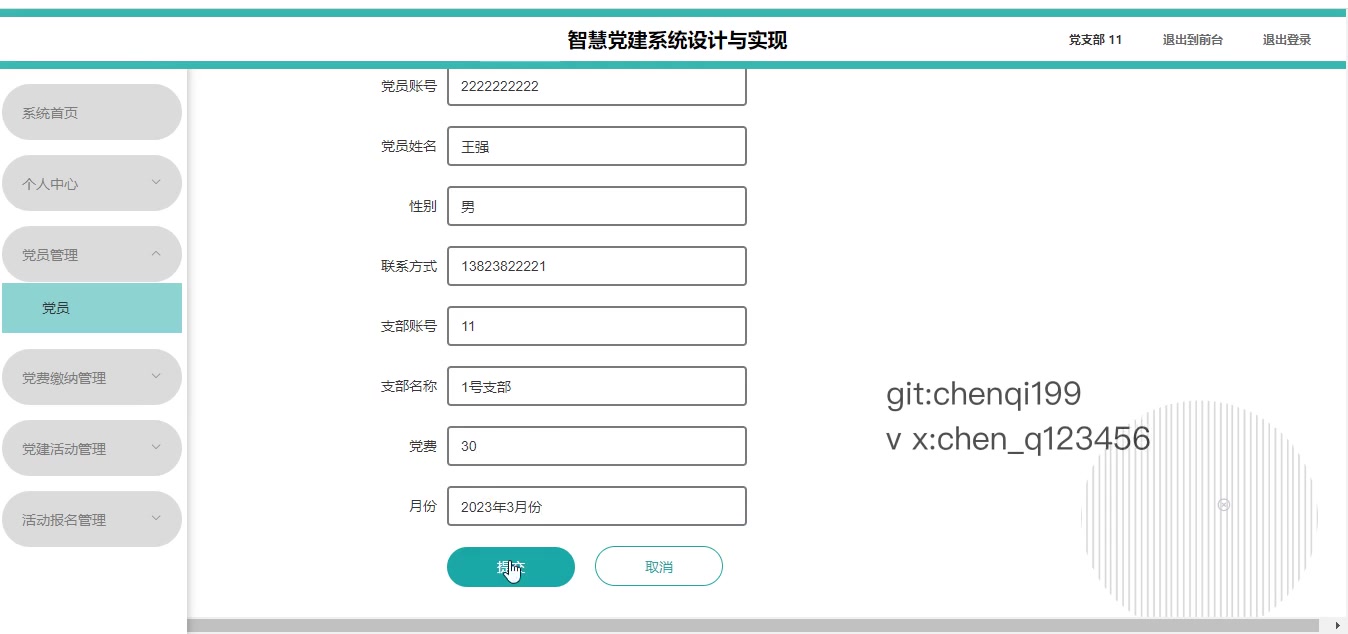 智慧党建系统设计与实现
党支部 11
退出到前台
退出登录
系统首页
个人中心
党员管理
党员
党费缴纳管理
党建活动管理
活动报名管理
党员账号 2222222222
党员姓名 王强
性别 男
联系方式 13823822221
支部账号 11
支部名称 1号支部
党费 30
月份 2023年3月份
提交
取消
git:chenqi199
v x:chen_q123456